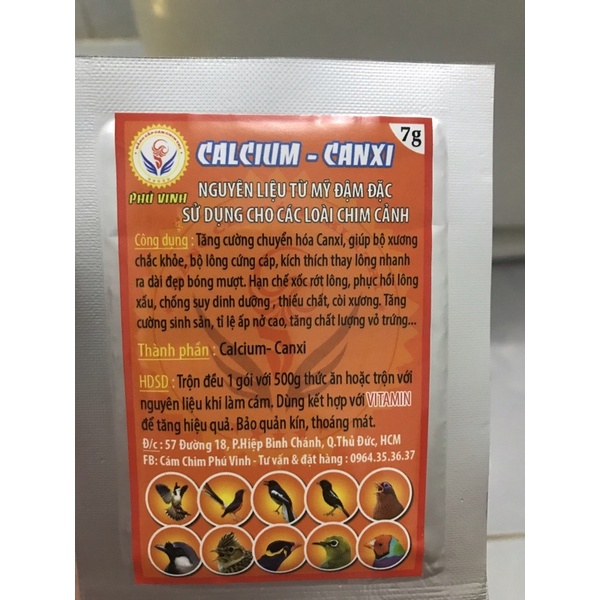 7g
CALCIUM - CANXI
PHÚ VINH
NGUYÊN LIỆU TỪ MỸ ĐẬM ĐẶC
SỬ DỤNG CHO CÁC LOÀI CHIM CẢNH
Công dụng : Tăng cường chuyển hóa Canxi, giúp bộ xương
chắc khỏe, bộ lông cứng cáp, kích thích thay lông nhanh
ra dài đẹp bóng mượt. Hạn chế xốc rớt lông, phục hồi lông
xấu, chống suy dinh dưỡng , thiếu chất, còi xương. Tăng
cường sinh sản, tỉ lệ ấp nở cao, tăng chất lượng vỏ trứng...
Thành phần : Calcium- Canxi
HDSD : Trộn đều 1 gói với 500g thức ăn hoặc trộn với
nguyên liệu khi làm cám. Dùng kết hợp với VITAMIN
để tăng hiệu quả. Bảo quản kín, thoáng mát.
Đ/c : 57 Đường 18, P.Hiệp Bình Chánh, Q.Thủ Đức, HCM
FB: Cám Chim Phú Vinh - Tư vấn & đặt hàng : 0964.35.36.37